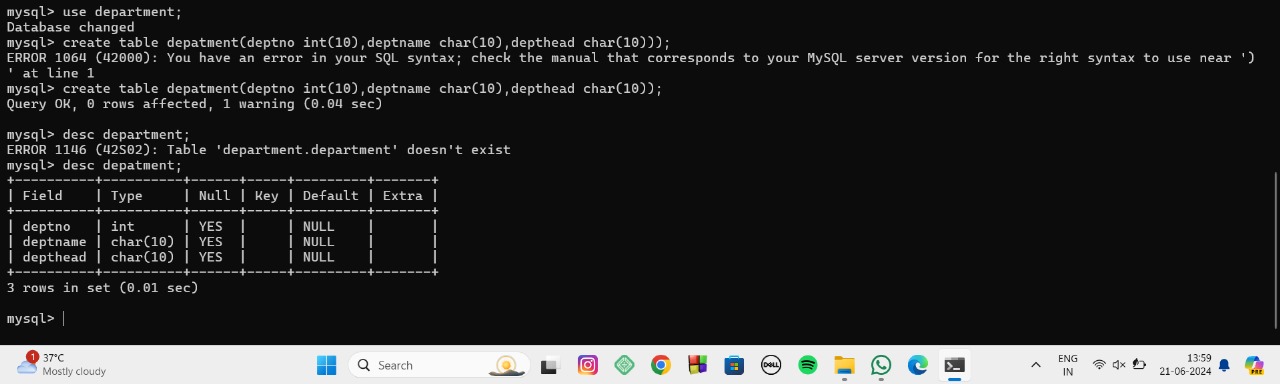 mysql> use department;
Database changed
mysql> create table depatment(deptno int(10),deptname char(10),depthead char(10)));
ERROR 1064 (42000): You have an error in your SQL syntax; check the manual that corresponds to your MySQL server version for the right syntax to use near ')
' at line 1
mysql> create table depatment(deptno int(10),deptname char(10),depthead char(10));
Query OK, 0 rows affected, 1 warning (0.04 sec)

mysql> desc department;
ERROR 1146 (42S02): Table 'department.department' doesn't exist
mysql> desc depatment;
+----------+----------+------+-----+---------+-------+
| Field    | Type     | Null | Key | Default | Extra |
+----------+----------+------+-----+---------+-------+
| deptno   | int      | YES  |     | NULL    |       |
| deptname | char(10) | YES  |     | NULL    |       |
| depthead | char(10) | YES  |     | NULL    |       |
+----------+----------+------+-----+---------+-------+
3 rows in set (0.01 sec)

mysql>
1
37°C
Mostly cloudy
Search
DELL
ENG
IN
13:59
21-06-2024
PRE